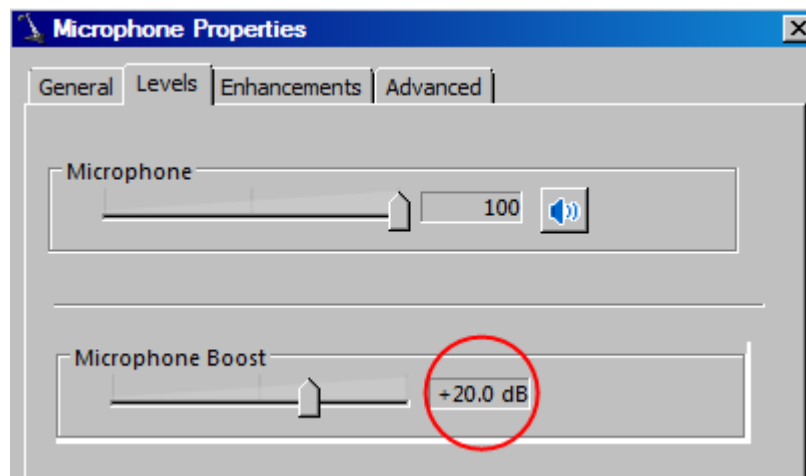 Microphone Properties
General Levels Enhancements Advanced
Microphone
100
Microphone Boost
+20.0 dB